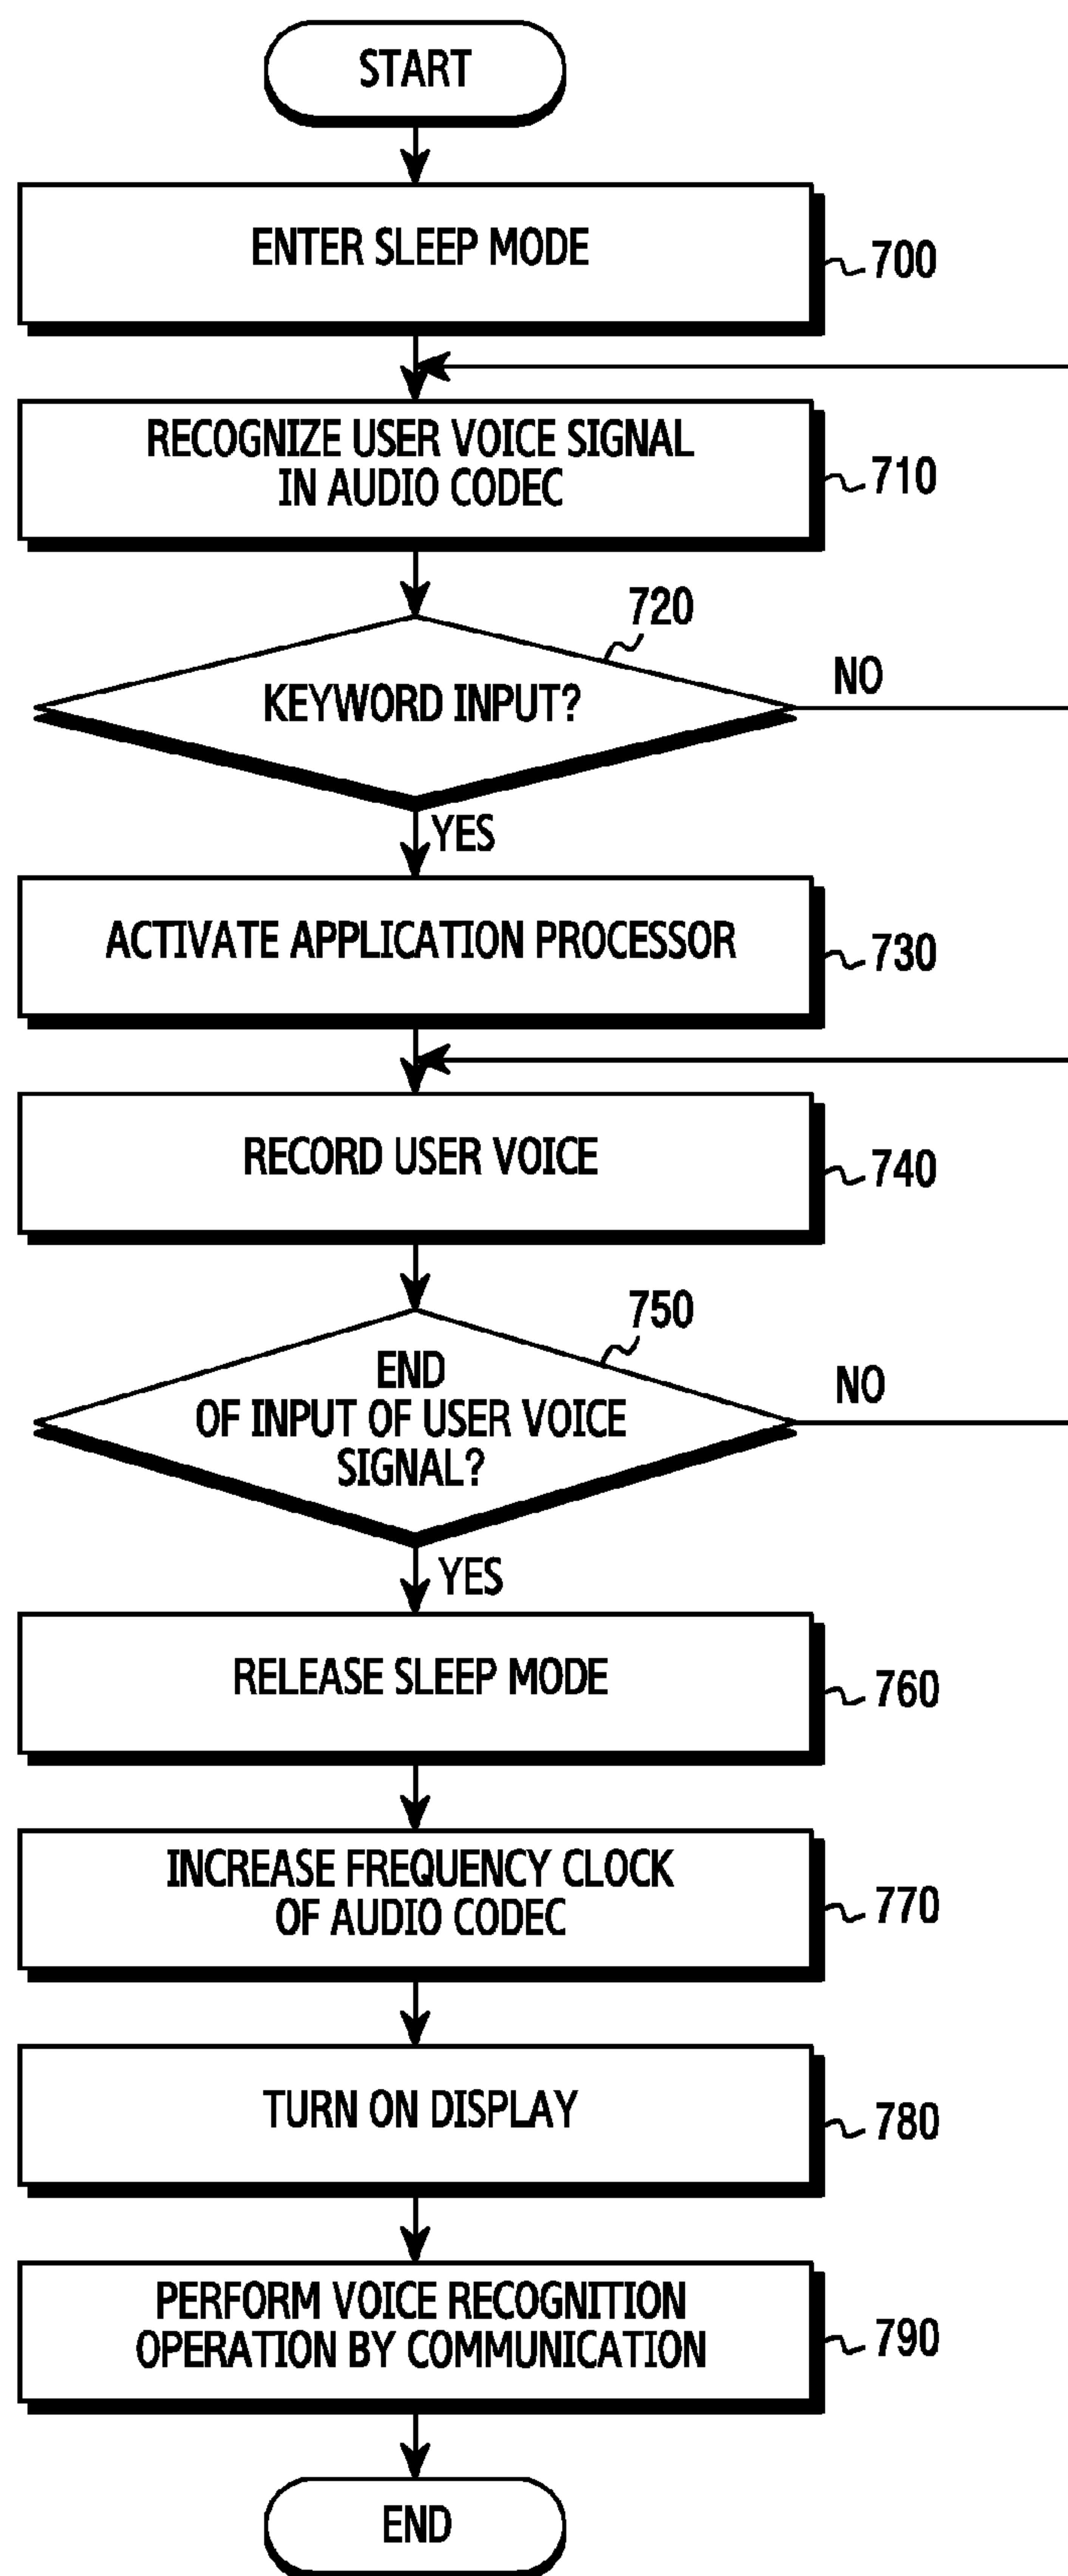 START
ENTER SLEEP MODE
700
RECOGNIZE USER VOICE SIGNAL
IN AUDIO CODEC
710
720
KEYWORD INPUT?
NO
YES
ACTIVATE APPLICATION PROCESSOR
730
RECORD USER VOICE
740
750
END
OF INPUT OF USER VOICE
SIGNAL?
NO
YES
RELEASE SLEEP MODE
760
INCREASE FREQUENCY CLOCK
OF AUDIO CODEC
770
TURN ON DISPLAY
780
PERFORM VOICE RECOGNITION
OPERATION BY COMMUNICATION
790
END